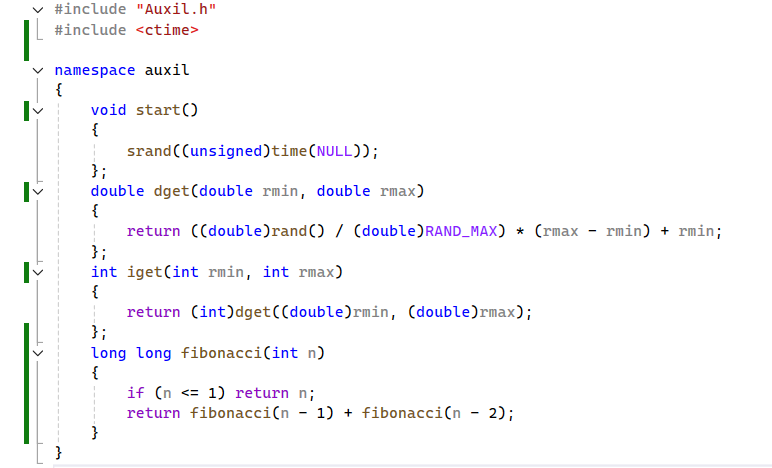 #include "Auxil.h"
#include <ctime>
namespace auxil
{
void start()
{
srand((unsigned)time(NULL));
};
double dget(double rmin, double rmax)
{
return ((double)rand() / (double)RAND_MAX) * (rmax - rmin) + rmin;
};
int iget(int rmin, int rmax)
{
return (int)dget((double)rmin, (double)rmax);
};
long long fibonacci(int n)
{
if (n <= 1) return n;
return fibonacci(n - 1) + fibonacci(n - 2);
}
}